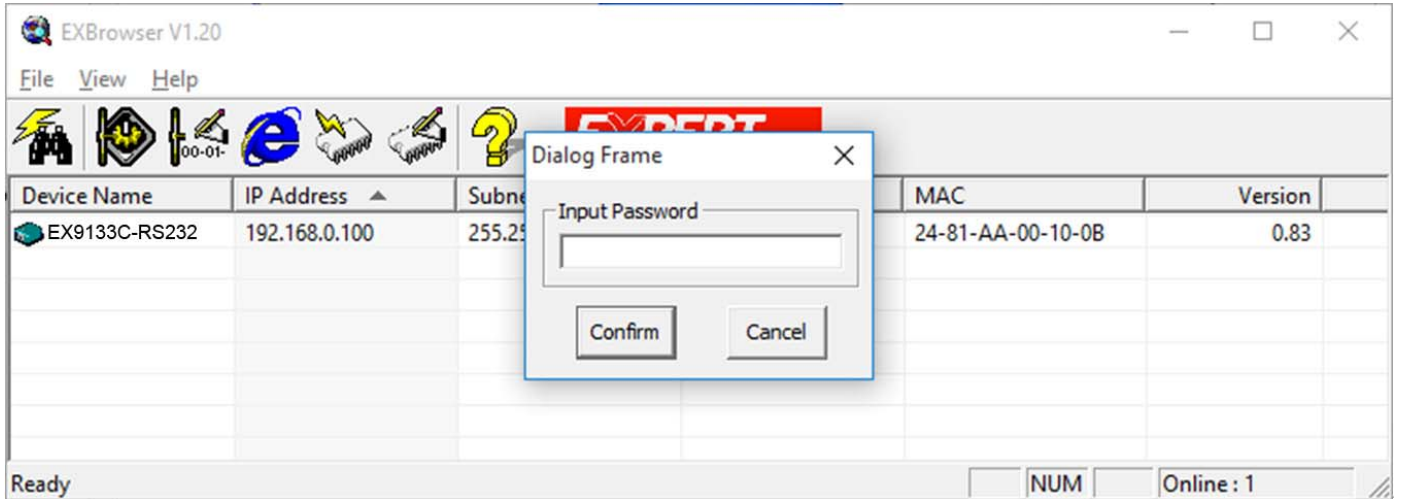 EXBrowser V1.20
File View Help
00-01-
EXPERT
Dialog Frame
Device Name IP Address MAC Version
Input Password
EX9133C-RS232 192.168.0.100 24-81-AA-00-10-0B 0.83
Confirm Cancel
Ready NUM Online : 1